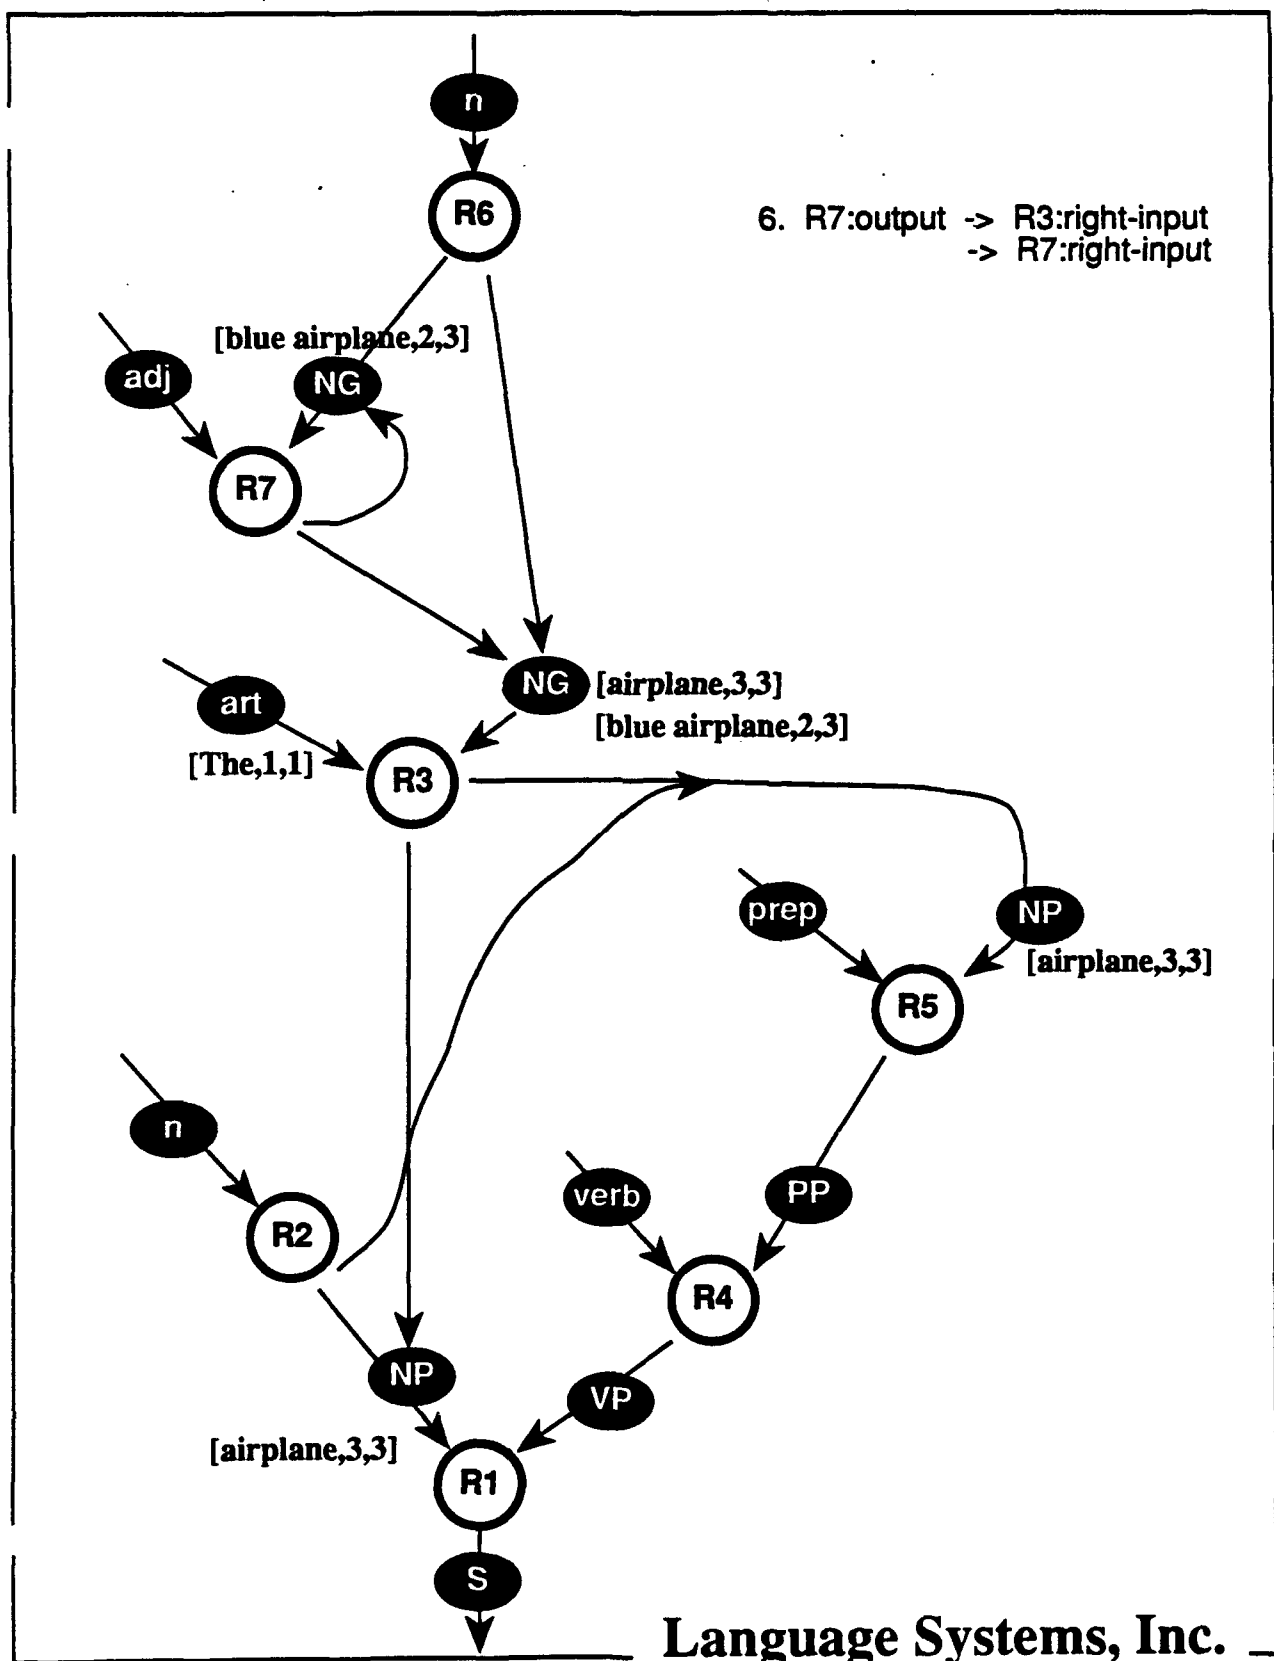 n
R6
6. R7:output -> R3:right-input
-> R7:right-input
[blue airplane,2,3]
adj
NG
R7
NG [airplane,3,3]
art
[blue airplane,2,3]
[The,1,1]
R3
prep
NP
[airplane,3,3]
R5
n
verb
PP
R2
R4
NP
VP
[airplane,3,3]
R1
S
Language Systems, Inc.